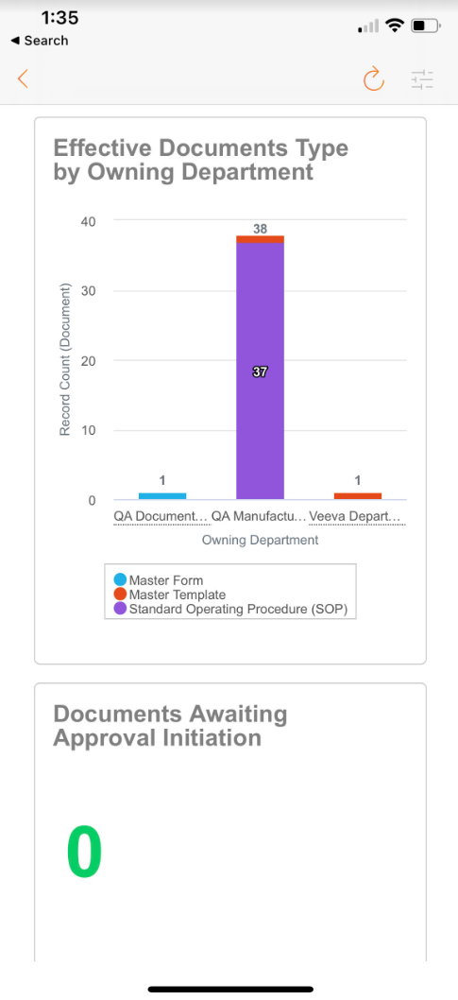 1:35
◀ Search
Effective Documents Type
by Owning Department
40
38
30
Record Count (Document)
20
37
10
1
1
0
QA Document...
QA Manufactu...
Veeva Depart...
Owning Department
Master Form
Master Template
Standard Operating Procedure (SOP)
Documents Awaiting
Approval Initiation
0